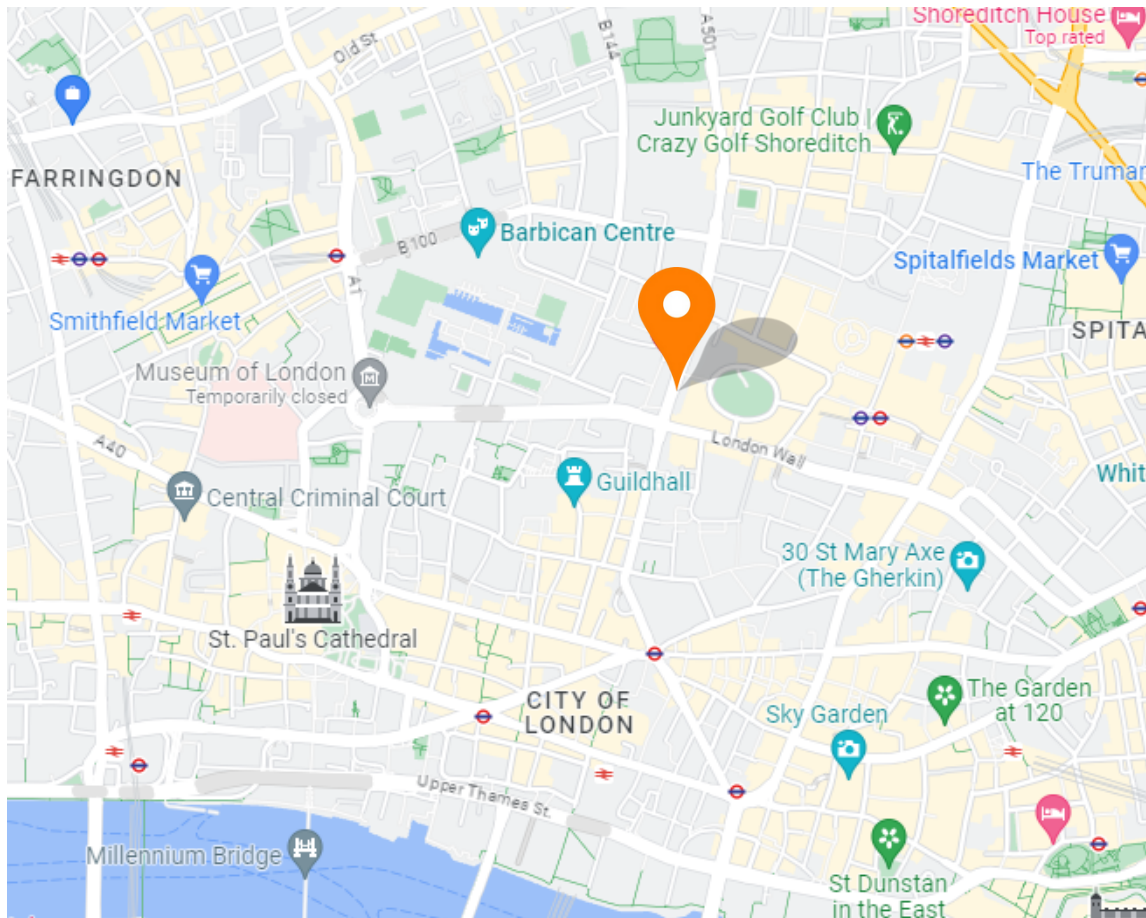 Shoreditch House
Top rated
Old St
B144
A501
Junkyard Golf Club |
Crazy Golf Shoreditch
The Truman
FARRINGDON
B100
Barbican Centre
Spitalfields Market
A1
Smithfield Market
SPITA
Museum of London
Temporarily closed
A40
London Wall
Guildhall
Whit
Central Criminal Court
30 St Mary Axe
(The Gherkin)
St. Paul's Cathedral
CITY OF
LONDON
The Garden
at 120
Sky Garden
Upper Thames St.
Millennium Bridge
St Dunstan
in the East